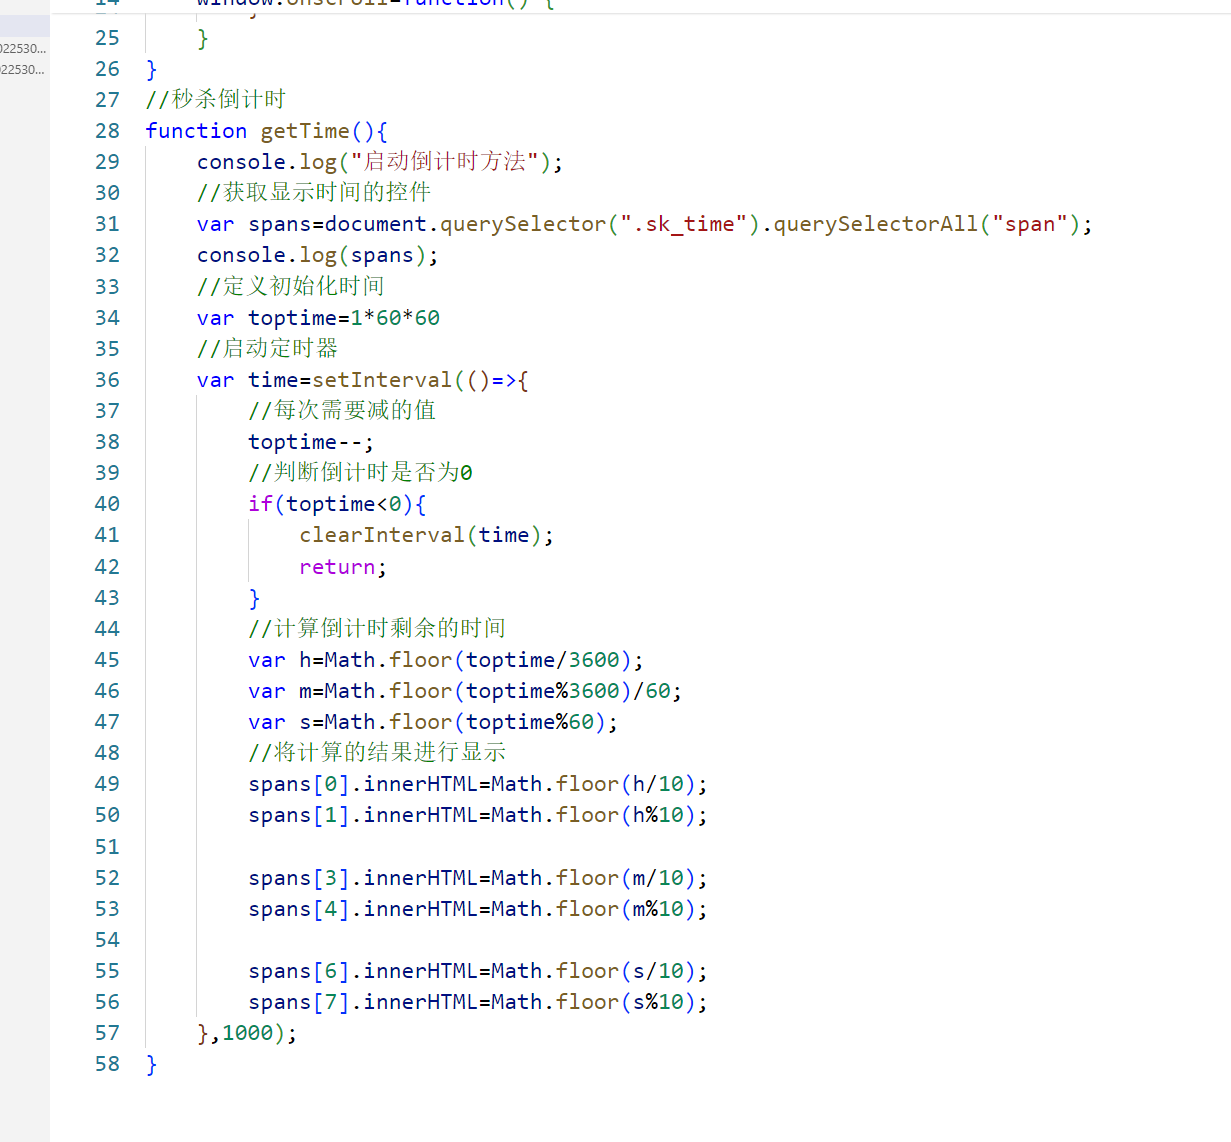 25 }
022530...
26 }
022530...
27 //秒杀倒计时
28 function getTime(){
29 console.log("启动倒计时方法");
30 //获取显示时间的控件
31 var spans=document.querySelector(".sk_time").querySelectorAll("span");
32 console.log(spans);
33 //定义初始化时间
34 var toptime=1*60*60
35 //启动定时器
36 var time=setInterval(()=>{
37 //每次需要减的值
38 toptime--;
39 //判断倒计时是否为0
40 if(toptime<0){
41 clearInterval(time);
42 return;
43 }
44 //计算倒计时剩余的时间
45 var h=Math.floor(toptime/3600);
46 var m=Math.floor(toptime%3600)/60;
47 var s=Math.floor(toptime%60);
48 //将计算的结果进行显示
49 spans[0].innerHTML=Math.floor(h/10);
50 spans[1].innerHTML=Math.floor(h%10);
51
52 spans[3].innerHTML=Math.floor(m/10);
53 spans[4].innerHTML=Math.floor(m%10);
54
55 spans[6].innerHTML=Math.floor(s/10);
56 spans[7].innerHTML=Math.floor(s%10);
57 },1000);
58 }